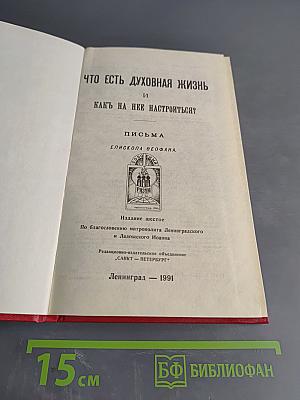 ЧТО ЕСТЬ ДУХОВНАЯ ЖИЗНЬ
И
КАКЪ НА НЕЕ НАСТРОИТЬСЯ?
ПИСЬМА
ЕПИСКОПА ФЕОФАНА
Издание шестое
По благословению митрополита Ленинградского
и Ладожского Иоанна
Редакционно-издательское объединение
„САНКТ — ПЕТЕРБУРГ“
Ленинград — 1991
15 см
БФ БИБЛИОФАН